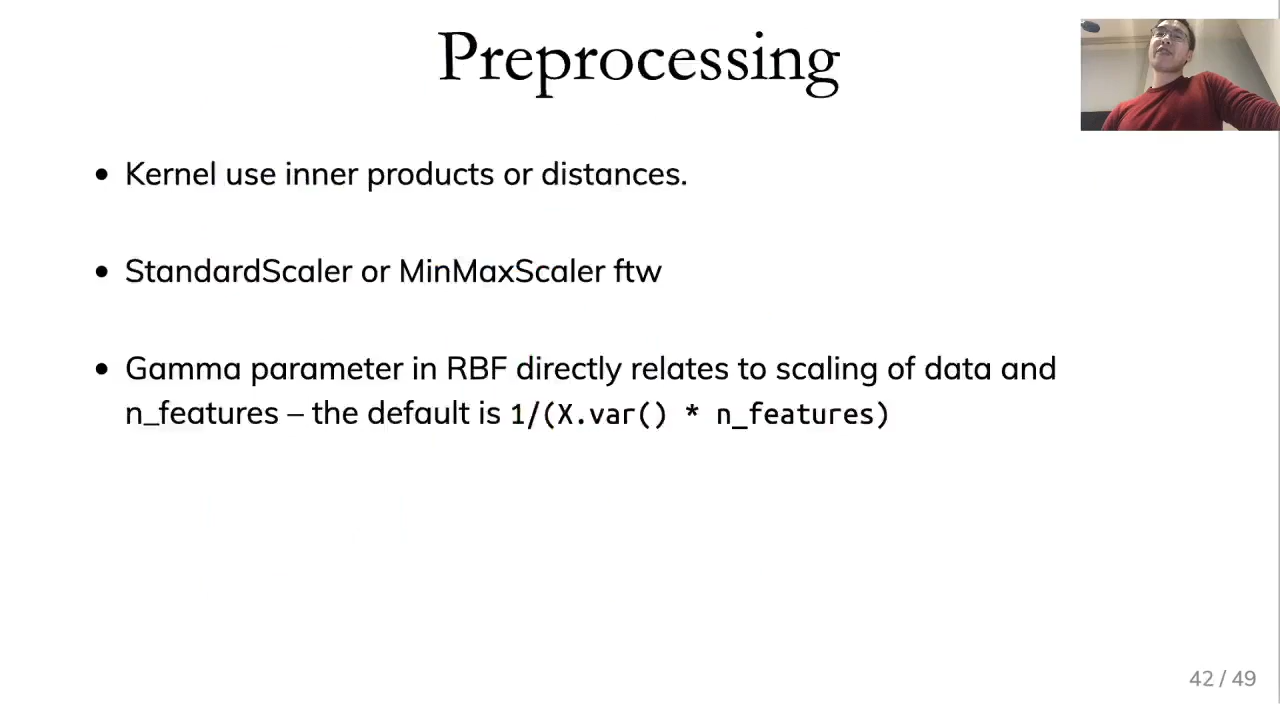 Preprocessing
• Kernel use inner products or distances.
• StandardScaler or MinMaxScaler ftw
• Gamma parameter in RBF directly relates to scaling of data and
n_features – the default is 1/(X.var() * n_features)
42 / 49